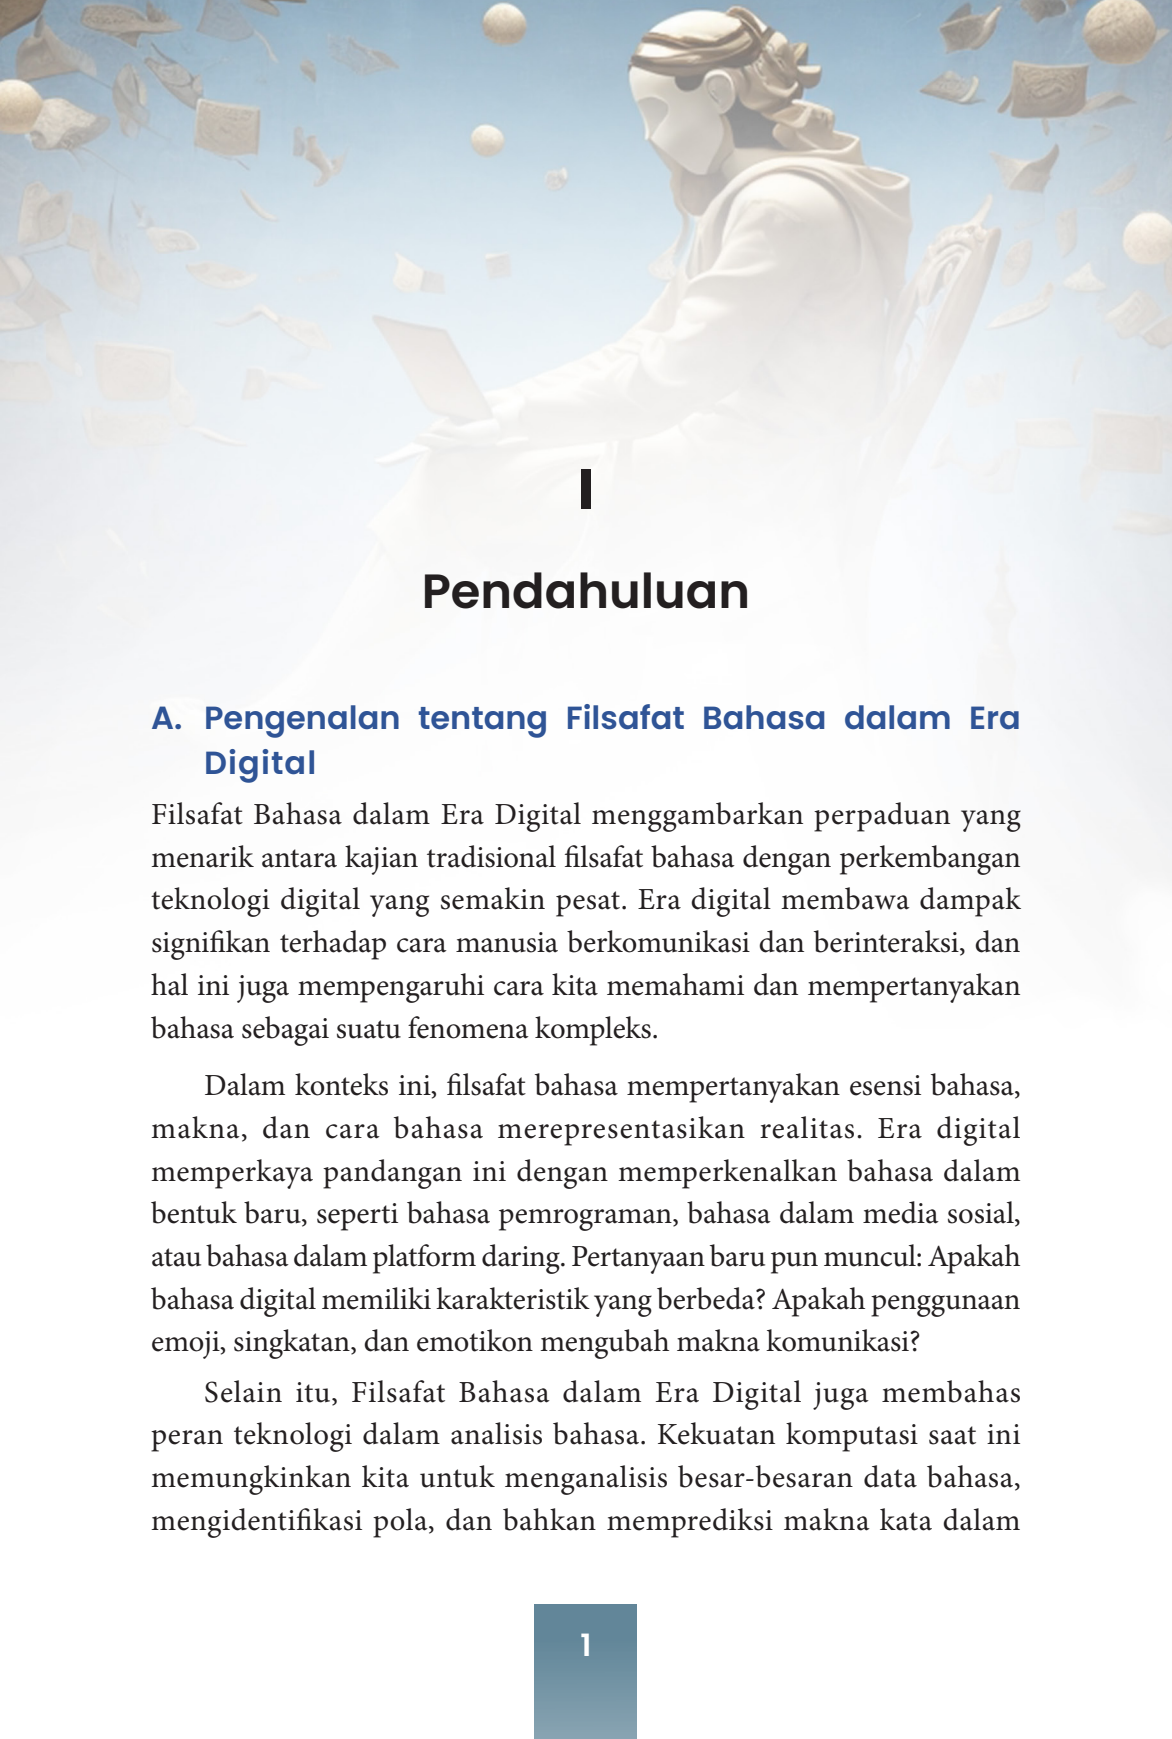 I
Pendahuluan
A. Pengenalan tentang Filsafat Bahasa dalam Era
Digital
Filsafat Bahasa dalam Era Digital menggambarkan perpaduan yang
menarik antara kajian tradisional filsafat bahasa dengan perkembangan
teknologi digital yang semakin pesat. Era digital membawa dampak
signifikan terhadap cara manusia berkomunikasi dan berinteraksi, dan
hal ini juga mempengaruhi cara kita memahami dan mempertanyakan
bahasa sebagai suatu fenomena kompleks.
Dalam konteks ini, filsafat bahasa mempertanyakan esensi bahasa,
makna, dan cara bahasa merepresentasikan realitas. Era digital
memperkaya pandangan ini dengan memperkenalkan bahasa dalam
bentuk baru, seperti bahasa pemrograman, bahasa dalam media sosial,
atau bahasa dalam platform daring. Pertanyaan baru pun muncul: Apakah
bahasa digital memiliki karakteristik yang berbeda? Apakah penggunaan
emoji, singkatan, dan emotikon mengubah makna komunikasi?
Selain itu, Filsafat Bahasa dalam Era Digital juga membahas
peran teknologi dalam analisis bahasa. Kekuatan komputasi saat ini
memungkinkan kita untuk menganalisis besar-besaran data bahasa,
mengidentifikasi pola, dan bahkan memprediksi makna kata dalam
1